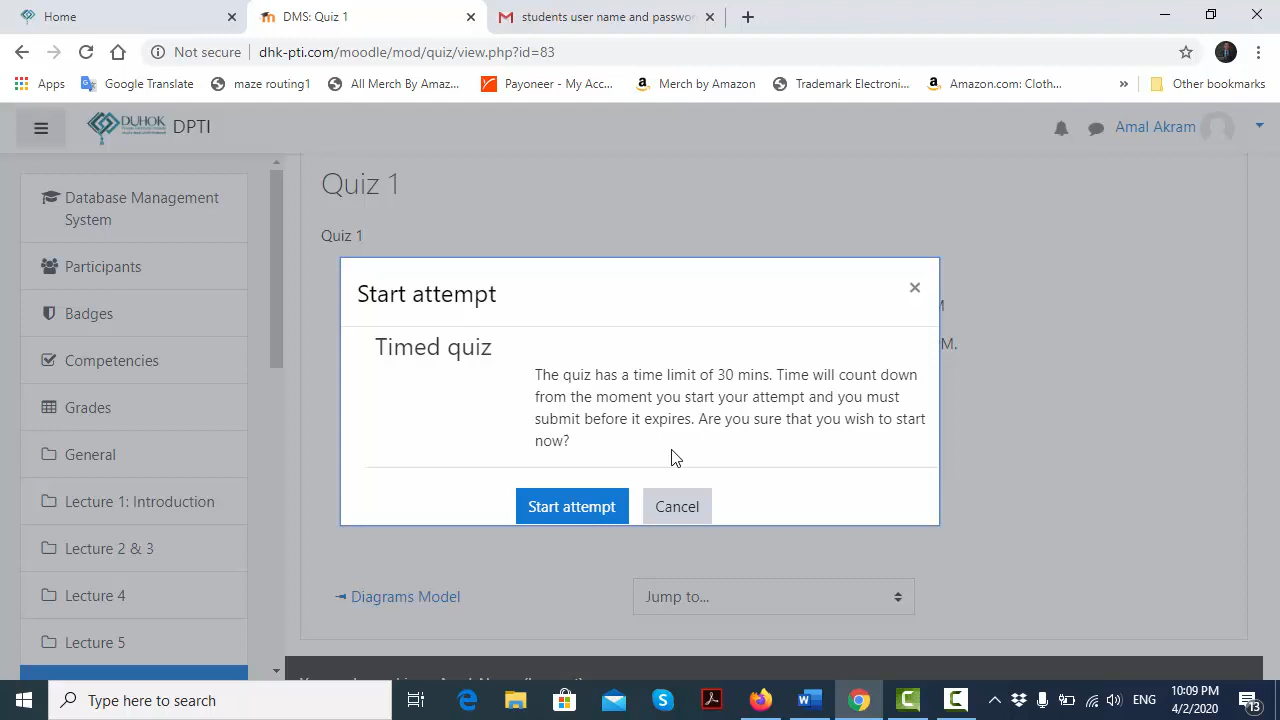 Home
DMS: Quiz 1
students user name and passwor
Not secure
dhk-pti.com/moodle/mod/quiz/view.php?id=83
Apps
Google Translate
maze routing1
All Merch By Amaz...
Payoneer - My Acc...
Merch by Amazon
Trademark Electroni...
Amazon.com: Cloth...
»
Other bookmarks
DUHOK
DPTI
Amal Akram
Database Management
System
Participants
Badges
Competencies
Grades
General
Lecture 1: Introduction
Lecture 2 & 3
Lecture 4
Lecture 5
Quiz 1
Quiz 1
M.
Start attempt
×
Timed quiz
The quiz has a time limit of 30 mins. Time will count down
from the moment you start your attempt and you must
submit before it expires. Are you sure that you wish to start
now?
Start attempt
Cancel
Diagrams Model
Jump to...
Type here to search
ENG
10:09 PM
4/2/2020
13